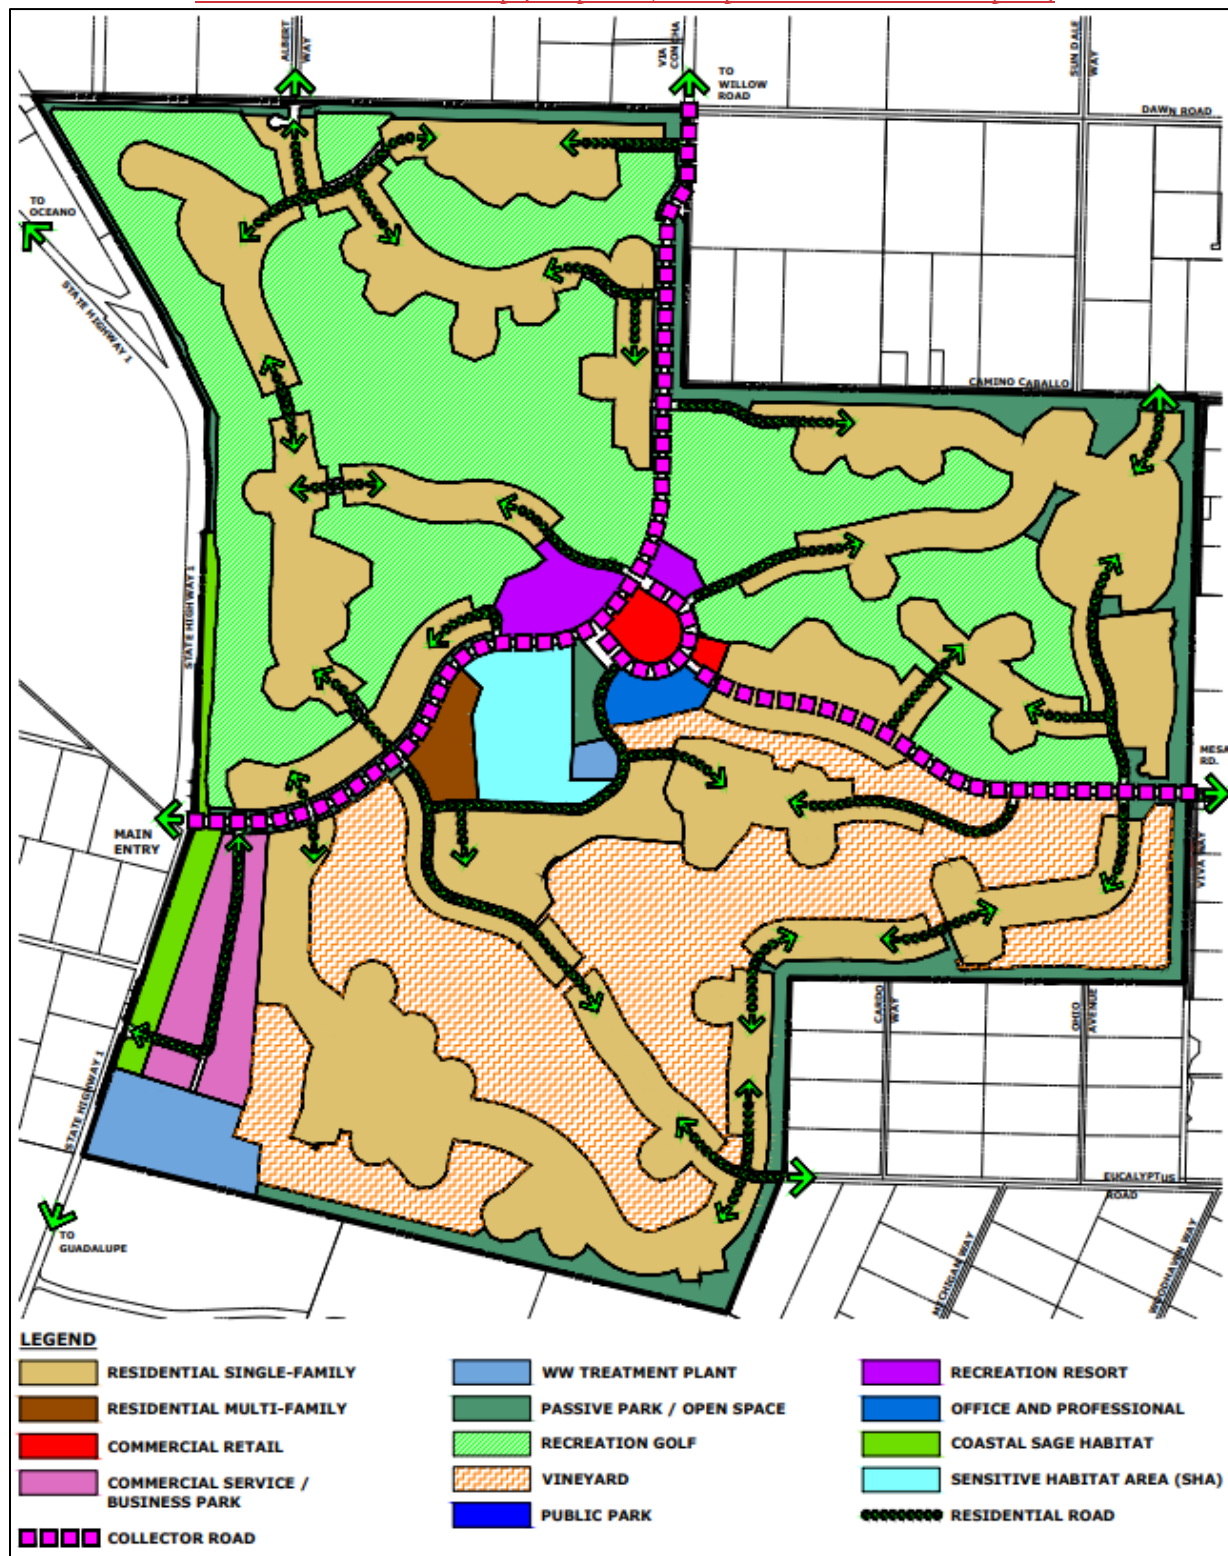 ALBERT
WAY
VIA
CONCHA
SUN DALE
WAY
TO
WILLOW
ROAD
DAWN ROAD
TO
OCEANO
STATE HIGHWAY 1
CAMINO CABALLO
STATE HIGHWAY 1
MESA
RD.
MAIN
ENTRY
VIVA WAY
CARDO
WAY
OHIO
AVENUE
STATE HIGHWAY 1
EUCALYPTUS
ROAD
TO
GUADALUPE
MICHIGAN WAY
WOODHAVEN WAY
LEGEND
RESIDENTIAL SINGLE-FAMILY
RESIDENTIAL MULTI-FAMILY
COMMERCIAL RETAIL
COMMERCIAL SERVICE /
BUSINESS PARK
COLLECTOR ROAD
WW TREATMENT PLANT
PASSIVE PARK / OPEN SPACE
RECREATION GOLF
VINEYARD
PUBLIC PARK
RECREATION RESORT
OFFICE AND PROFESSIONAL
COASTAL SAGE HABITAT
SENSITIVE HABITAT AREA (SHA)
RESIDENTIAL ROAD